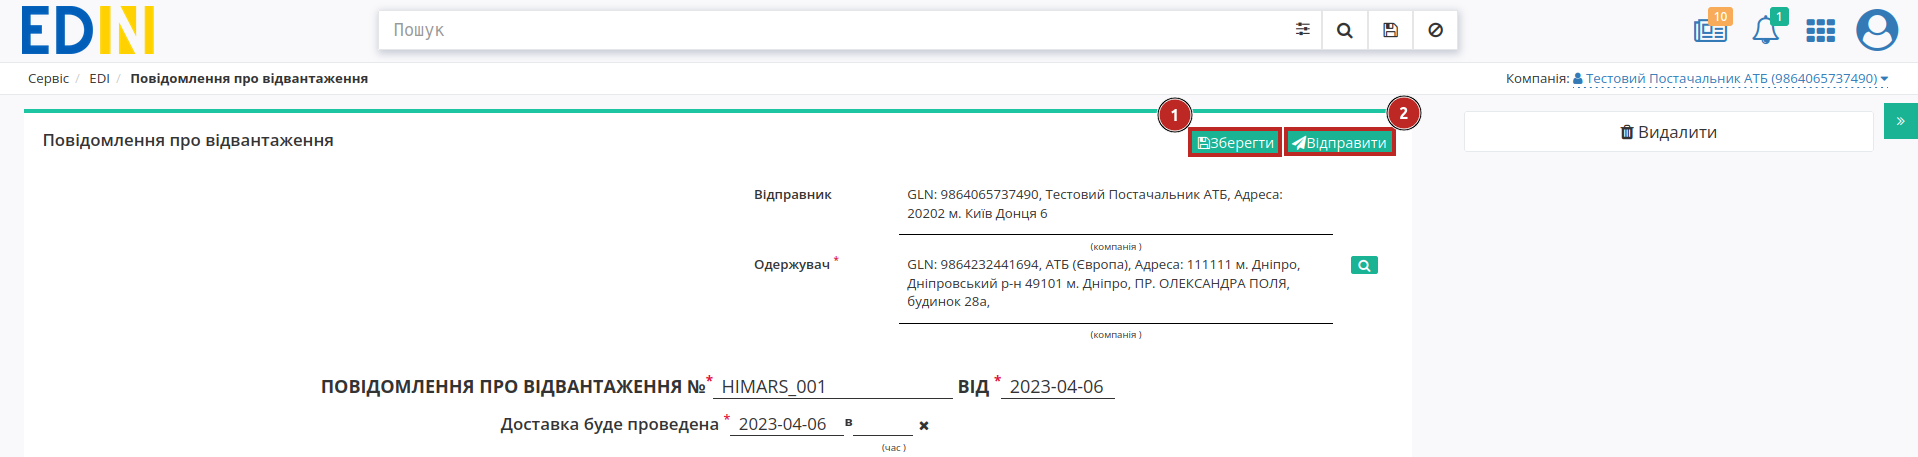 EDIN
Пошук
10
1
Сервіс / EDI / Повідомлення про відвантаження
Компанія: Тестовий Постачальник АТБ (9864065737490)
1
2
Повідомлення про відвантаження
Зберегти
Відправити
Видалити
»
Відправник
GLN: 9864065737490, Тестовий Постачальник АТБ, Адреса:
20202 м. Київ Донця 6
(компанія )
Одержувач *
GLN: 9864232441694, АТБ (Європа), Адреса: 111111 м. Дніпро,
Дніпровський р-н 49101 м. Дніпро, ПР. ОЛЕКСАНДРА ПОЛЯ,
будинок 28а,
(компанія )
ПОВІДОМЛЕННЯ ПРО ВІДВАНТАЖЕННЯ №* HIMARS_001 ВІД * 2023-04-06
Доставка буде проведена * 2023-04-06 в
(час )